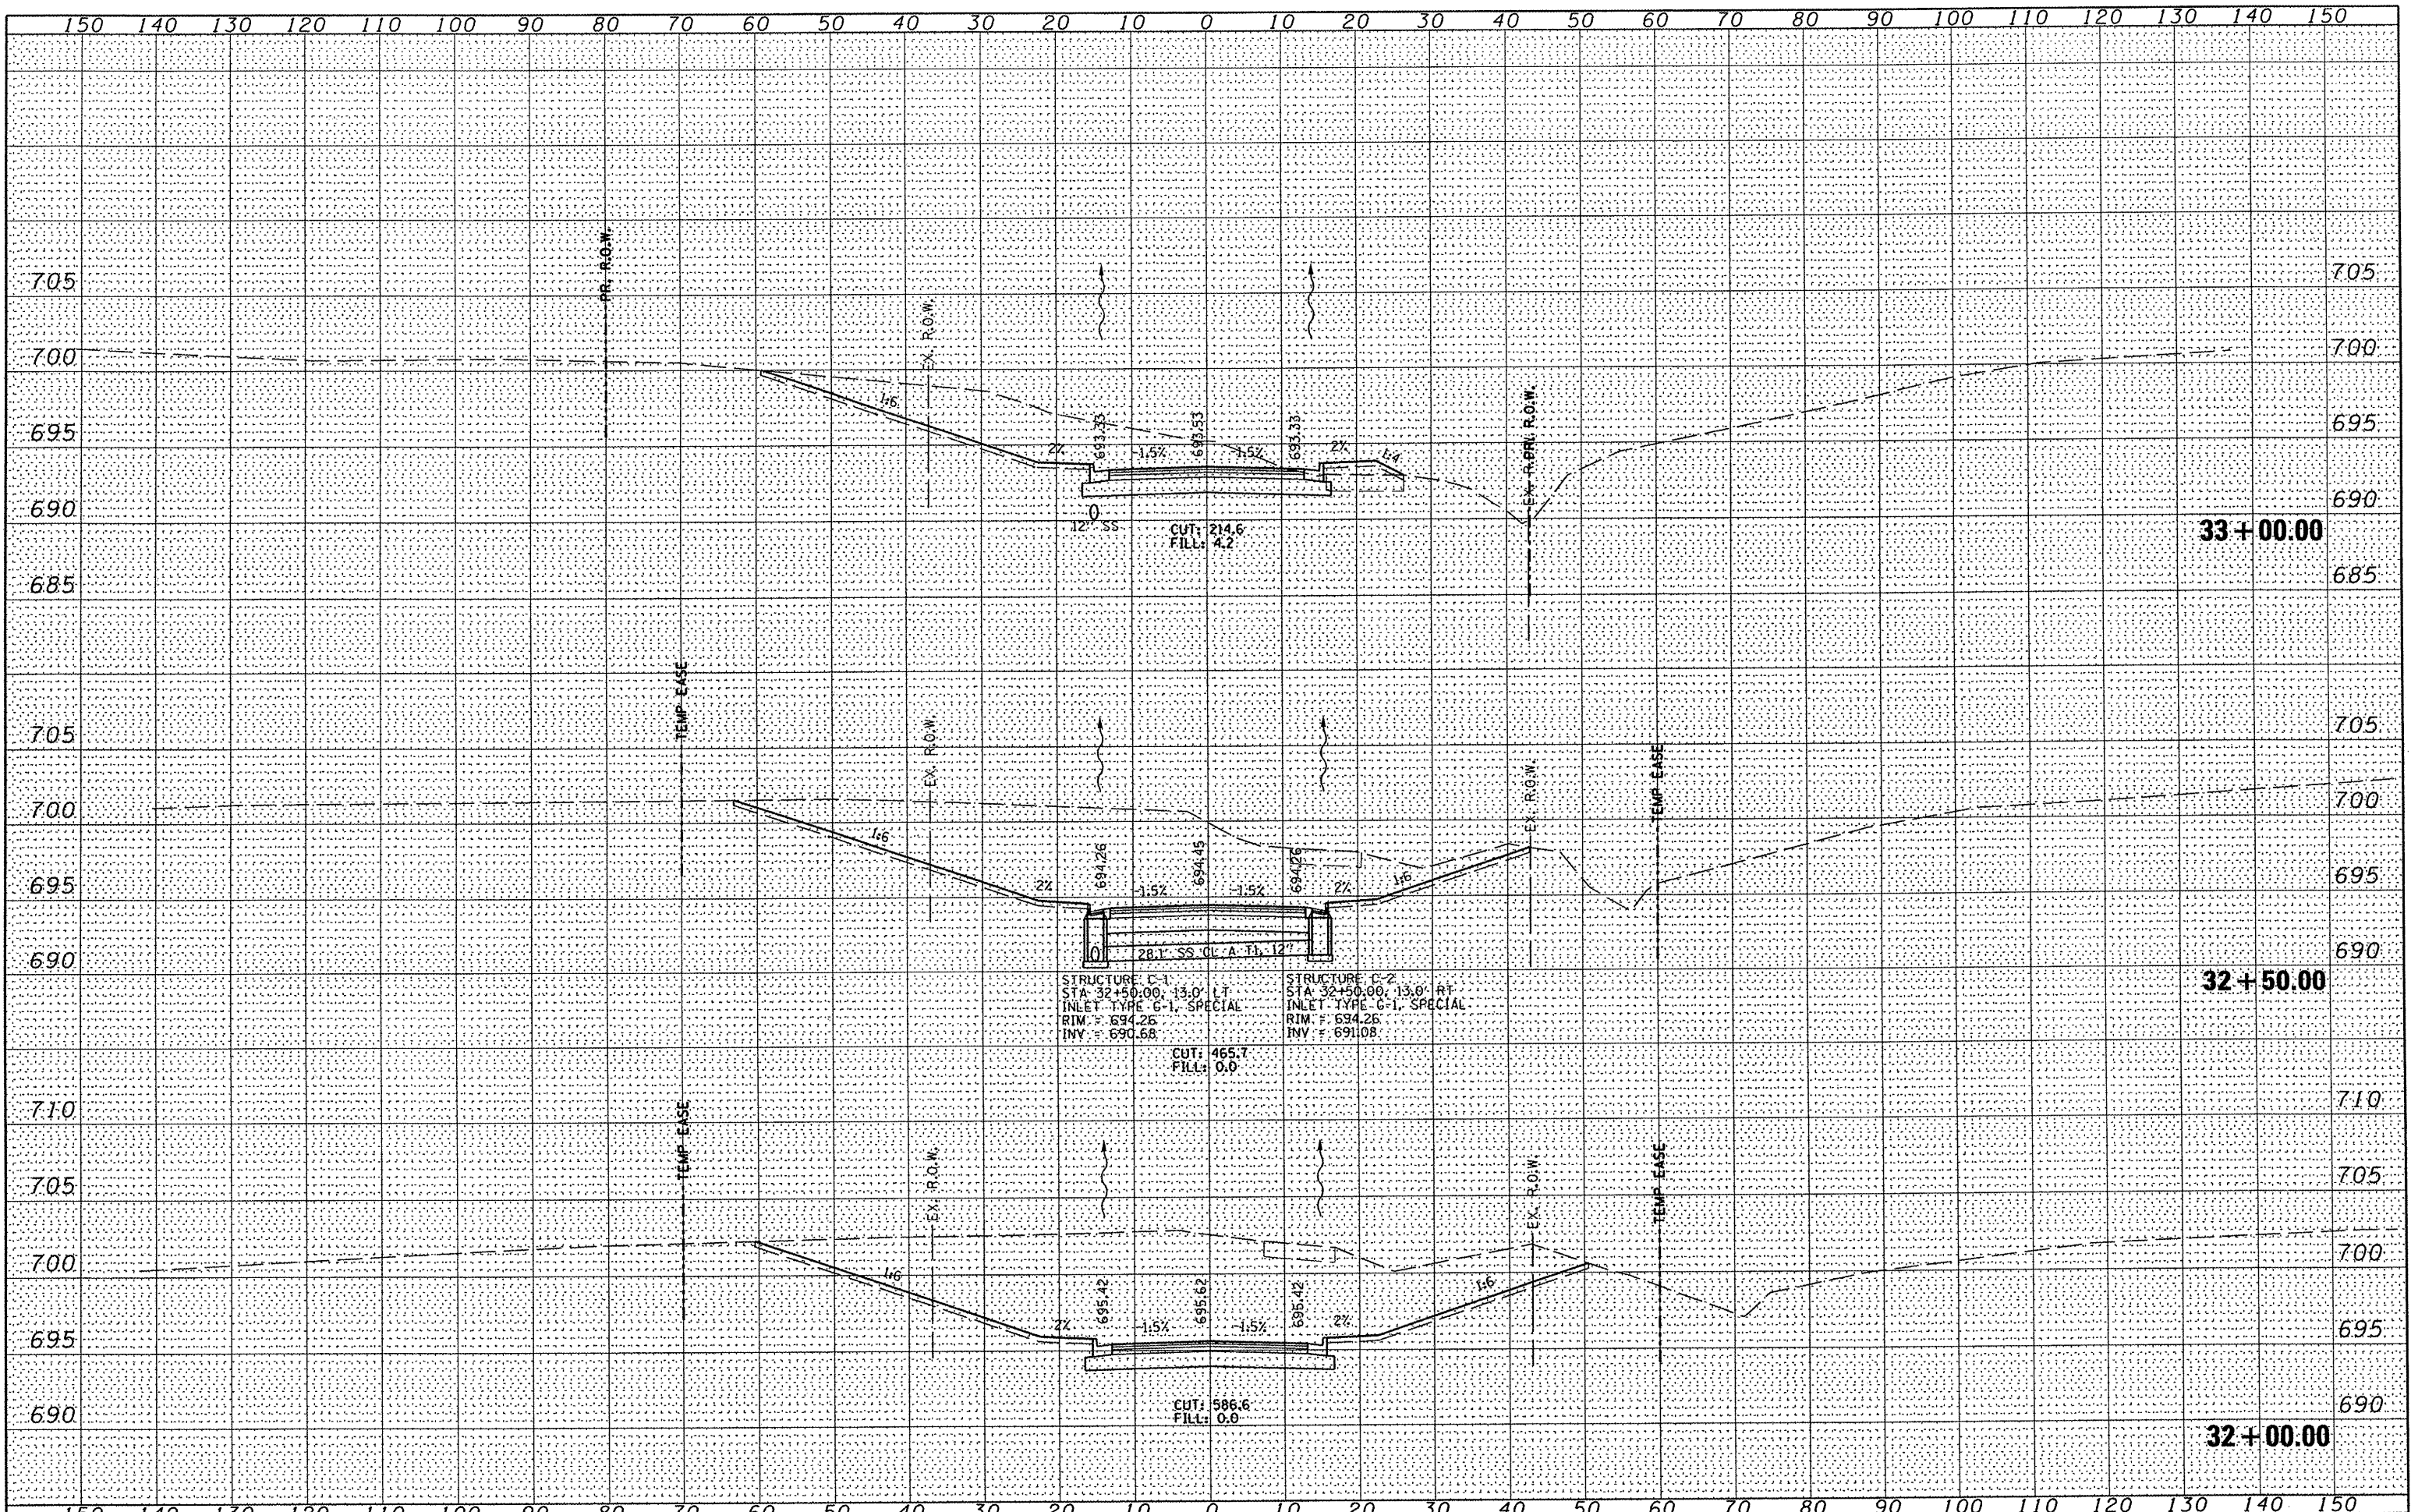 150 140 130 120 110 100 90 80 70 60 50 40 30 20 10 0 10 20 30 40 50 60 70 80 90 100 110 120 130 140 150
PR. R.O.W.
EX. R.O.W.
705 705
700 700
1:6
EX. R.O.W.
PR. R.O.W.
695 695
2% 693.33 -1.5% 693.53 -1.5% 693.33 2% 1:4
690 690
12" SS
CUT: 214.6
FILL: 4.2
33+00.00
685 685
TEMP EASE
EX. R.O.W.
EX. R.O.W.
TEMP EASE
705 705
700 700
1:6
695 695
2% 694.26 -1.5% 694.45 -1.5% 694.26 2% 1:6
28.1' SS CL A T1, 12"
690 690
STRUCTURE C-1
STA 32+50.00, 13.0' LT
INLET TYPE G-1, SPECIAL
RIM = 694.26
INV = 690.68
STRUCTURE C-2
STA 32+50.00, 13.0' RT
INLET TYPE G-1, SPECIAL
RIM = 694.26
INV = 691.08
32+50.00
CUT: 465.7
FILL: 0.0
710 710
TEMP EASE
EX. R.O.W.
EX. R.O.W.
TEMP EASE
705 705
700 700
1:6 1:6
2% 695.42 -1.5% 695.62 -1.5% 695.42 2%
695 695
690 690
CUT: 586.6
FILL: 0.0
32+00.00
150 140 130 120 110 100 90 80 70 60 50 40 30 20 10 0 10 20 30 40 50 60 70 80 90 100 110 120 130 140 150